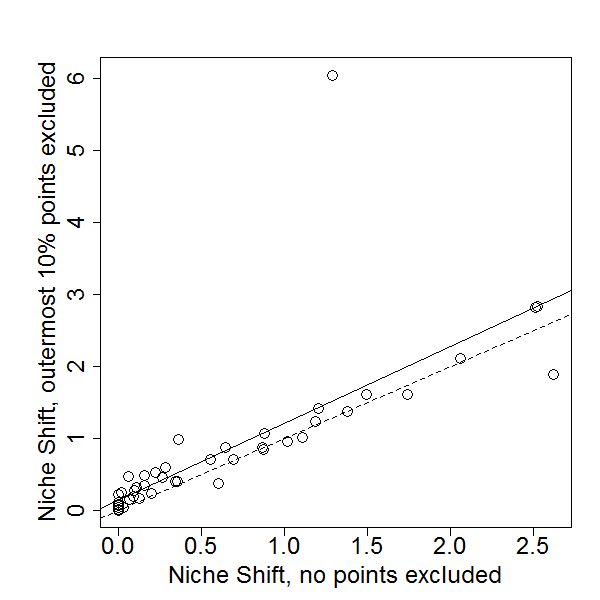 6
5
4
3
2
1
0
Niche Shift, outermost 10% points excluded
0.0 0.5 1.0 1.5 2.0 2.5
Niche Shift, no points excluded